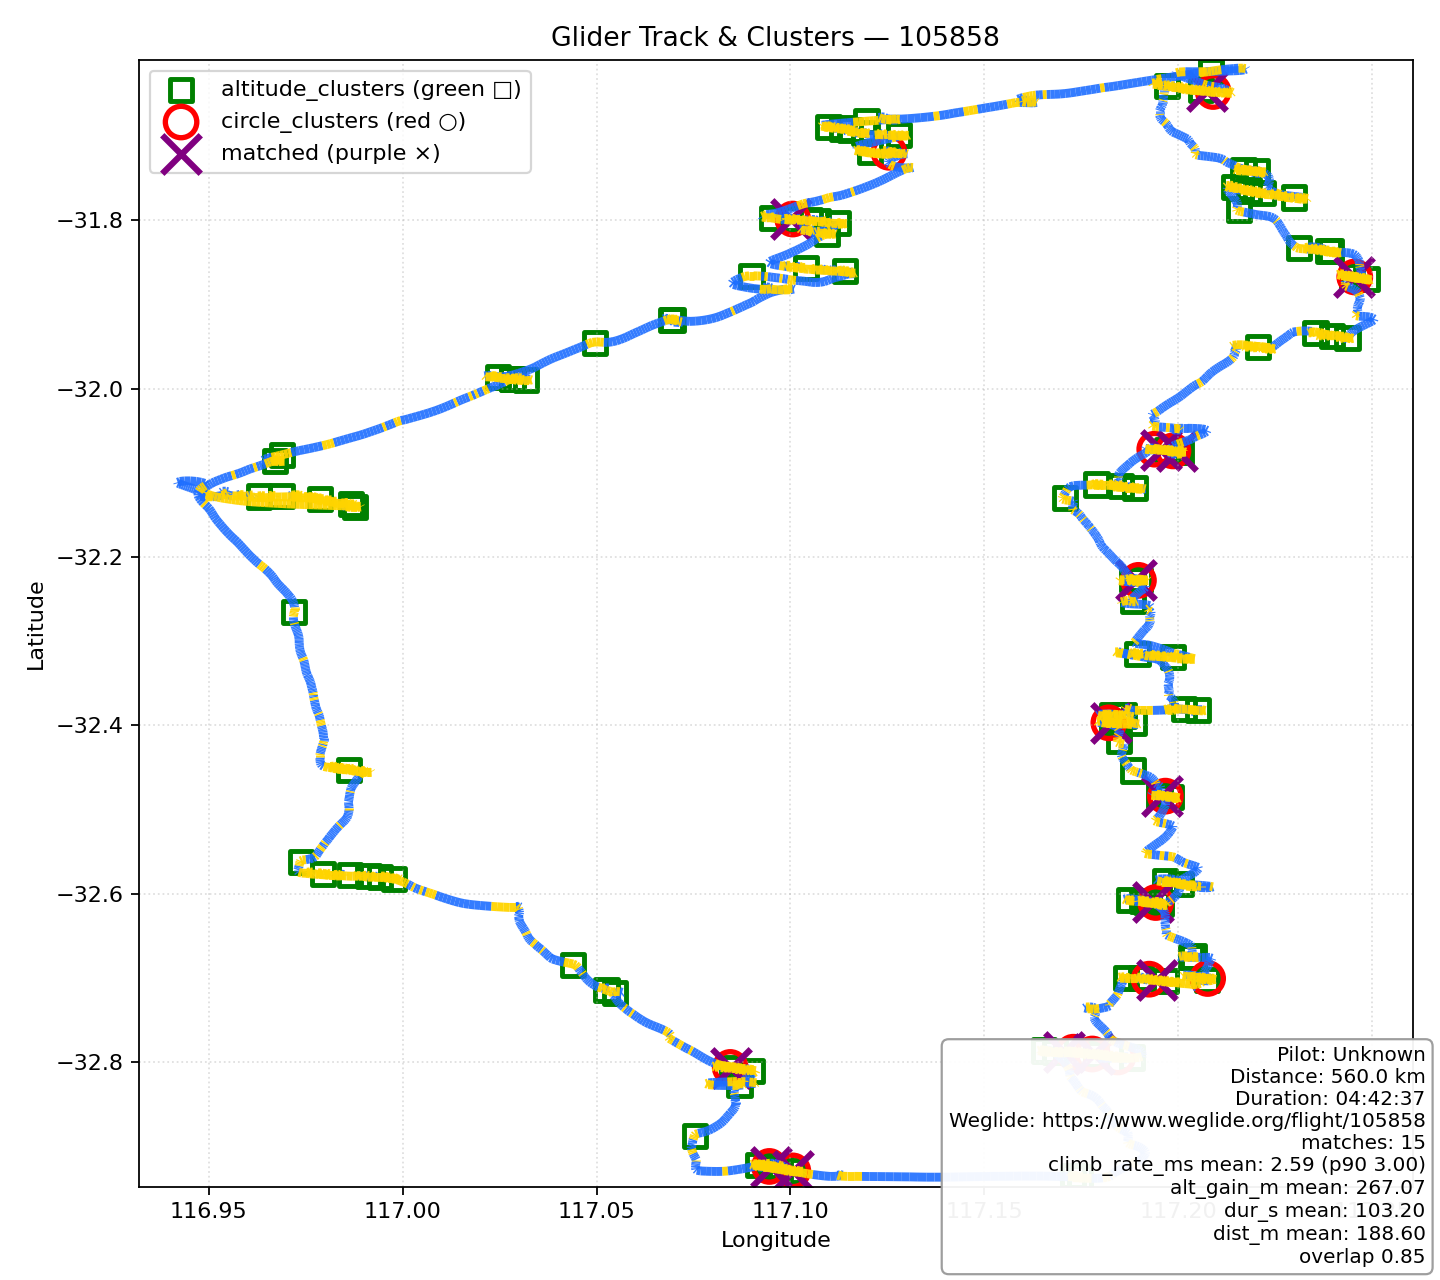 Glider Track & Clusters — 105858
altitude_clusters (green □)
circle_clusters (red ○)
matched (purple ×)
−31.8
−32.0
−32.2
−32.4
−32.6
−32.8
Latitude
116.95
117.00
117.05
117.10
117.15
117.20
Longitude
Pilot: Unknown
Distance: 560.0 km
Duration: 04:42:37
Weglide: https://www.weglide.org/flight/105858
matches: 15
climb_rate_ms mean: 2.59 (p90 3.00)
alt_gain_m mean: 267.07
dur_s mean: 103.20
dist_m mean: 188.60
overlap 0.85